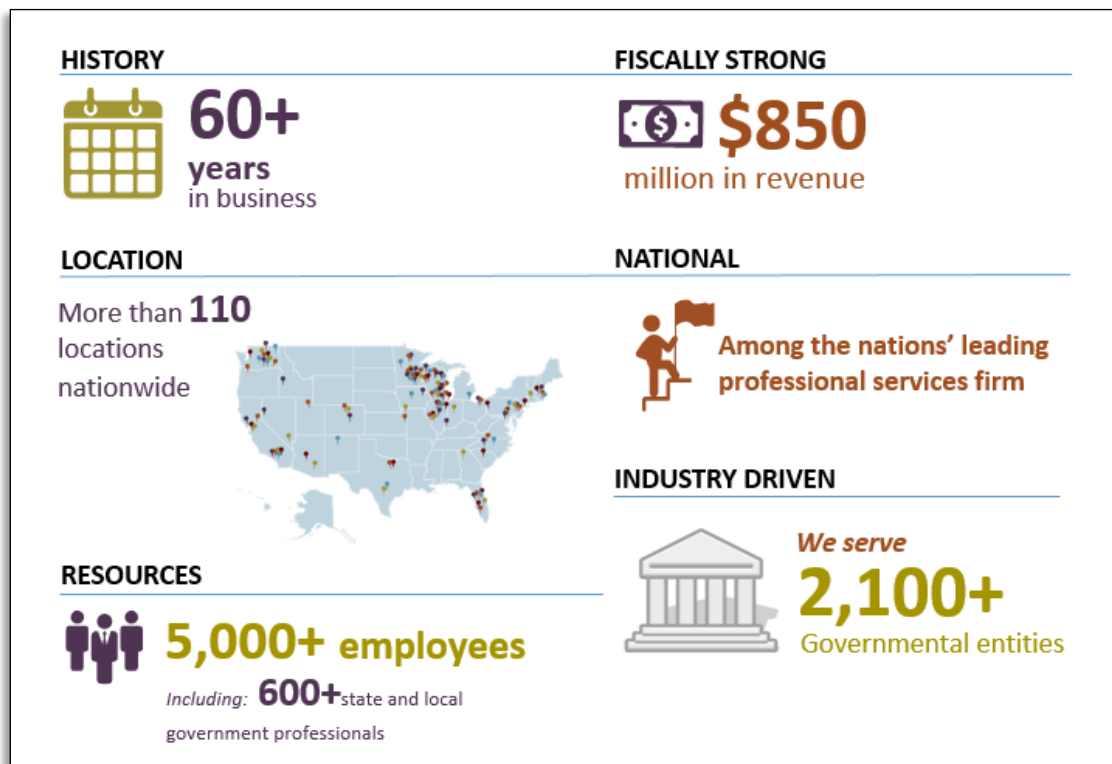 HISTORY
60+
years
in business
FISCALLY STRONG
$850
million in revenue
LOCATION
More than 110
locations
nationwide
NATIONAL
Among the nations’ leading
professional services firm
INDUSTRY DRIVEN
We serve
2,100+
Governmental entities
RESOURCES
5,000+ employees
Including: 600+ state and local
government professionals